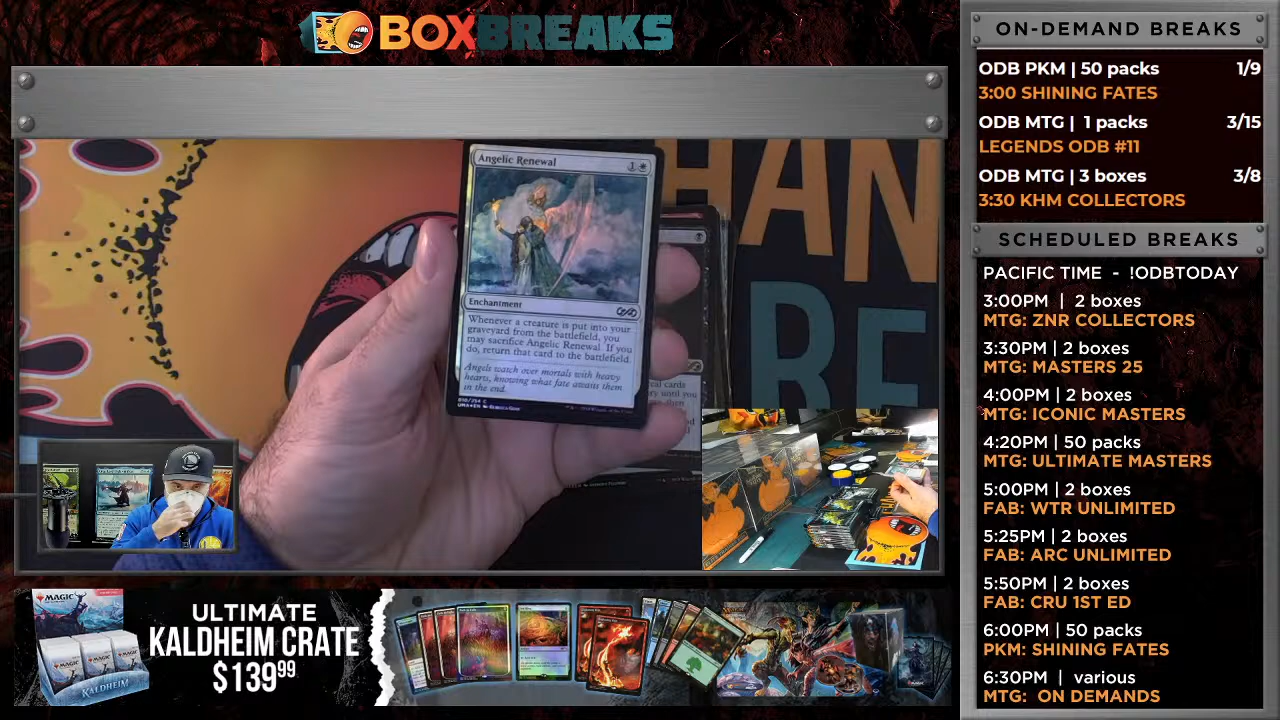 BOXBREAKS
Angelic Renewal
Enchantment
Whenever a creature is put into your
graveyard from the battlefield, you
may sacrifice Angelic Renewal. If you
do, return that card to the battlefield.
Angels watch over mortals with heavy
hearts, knowing what fate awaits them
in the end.
HAN
RE
ULTIMATE
KALDHEIM CRATE
$139⁹⁹
MAGIC
KALDHEIM
ON-DEMAND BREAKS
ODB PKM | 50 packs 1/9
3:00 SHINING FATES
ODB MTG | 1 packs 3/15
LEGENDS ODB #11
ODB MTG | 3 boxes 3/8
3:30 KHM COLLECTORS
SCHEDULED BREAKS
PACIFIC TIME - !ODBTODAY
3:00PM | 2 boxes
MTG: ZNR COLLECTORS
3:30PM | 2 boxes
MTG: MASTERS 25
4:00PM | 2 boxes
MTG: ICONIC MASTERS
4:20PM | 50 packs
MTG: ULTIMATE MASTERS
5:00PM | 2 boxes
FAB: WTR UNLIMITED
5:25PM | 2 boxes
FAB: ARC UNLIMITED
5:50PM | 2 boxes
FAB: CRU 1ST ED
6:00PM | 50 packs
PKM: SHINING FATES
6:30PM | various
MTG: ON DEMANDS